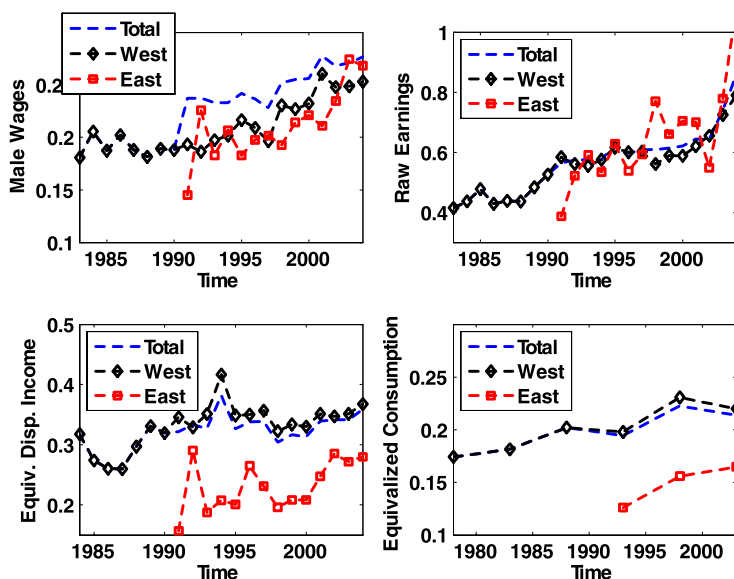 Male Wages
0.2
0.2
0.15
0.1
Total
West
East
1985
1990
1995
2000
Time
Raw Earnings
1
0.8
0.6
0.4
Total
West
East
1985
1990
1995
2000
Time
Equiv. Disp. Income
0.5
0.4
0.3
0.2
Total
West
East
1985
1990
1995
2000
Time
Equivalized Consumption
0.25
0.2
0.15
0.1
Total
West
East
1980
1985
1990
1995
2000
Time